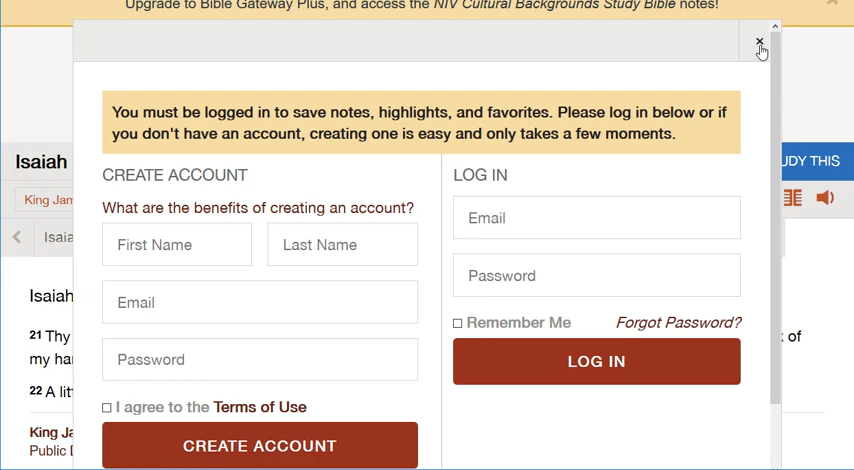 Upgrade to Bible Gateway Plus, and access the NIV Cultural Backgrounds Study Bible notes!
×
You must be logged in to save notes, highlights, and favorites. Please log in below or if
you don't have an account, creating one is easy and only takes a few moments.
Isaiah
UDY THIS
CREATE ACCOUNT
LOG IN
King Jam
What are the benefits of creating an account?
Email
Isaia
First Name
Last Name
Password
Isaiah
Email
Remember Me
Forgot Password?
21 Thy
of
my ha
Password
LOG IN
22 A litt
I agree to the Terms of Use
King Ja
Public D
CREATE ACCOUNT